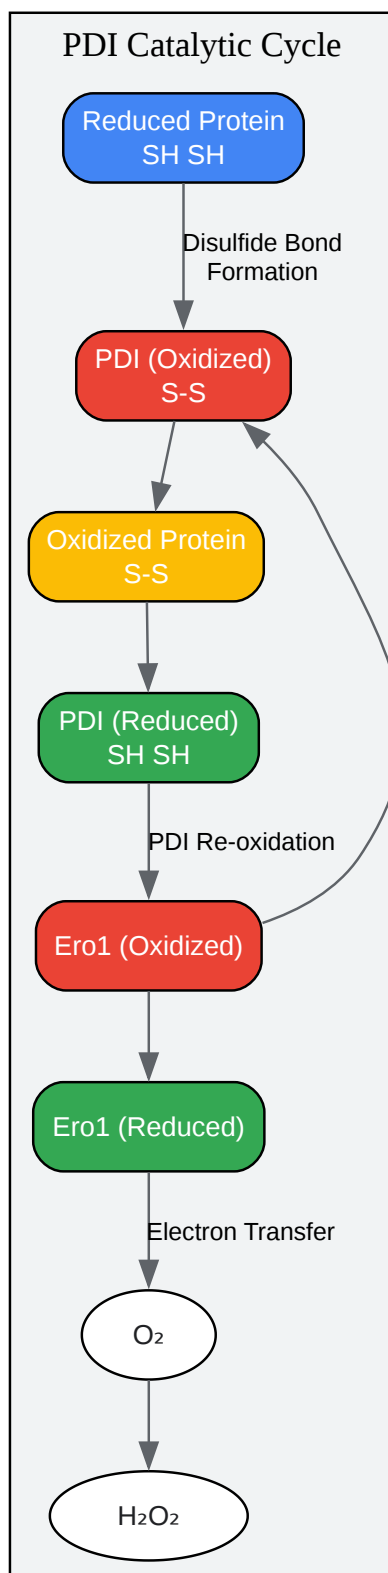 PDI Catalytic Cycle
Reduced Protein
SH SH
Disulfide Bond
Formation
PDI (Oxidized)
S-S
Oxidized Protein
S-S
PDI (Reduced)
SH SH
PDI Re-oxidation
Ero1 (Oxidized)
Ero1 (Reduced)
Electron Transfer
O₂
H₂O₂